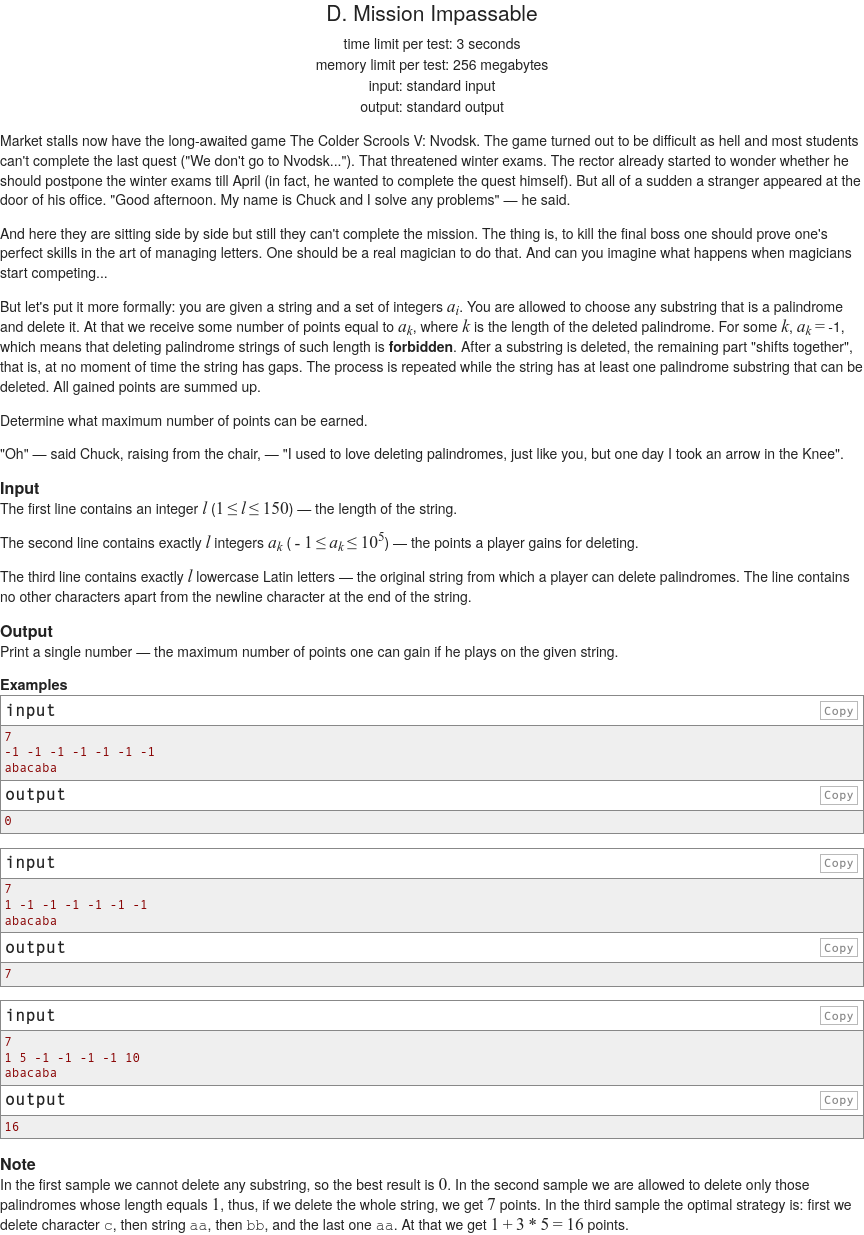 D. Mission Impassable
time limit per test: 3 seconds
memory limit per test: 256 megabytes
input: standard input
output: standard output
Market stalls now have the long-awaited game The Colder Scrools V: Nvodsk. The game turned out to be difficult as hell and most students
can't complete the last quest ("We don't go to Nvodsk..."). That threatened winter exams. The rector already started to wonder whether he
should postpone the winter exams till April (in fact, he wanted to complete the quest himself). But all of a sudden a stranger appeared at the
door of his office. "Good afternoon. My name is Chuck and I solve any problems" — he said.
And here they are sitting side by side but still they can't complete the mission. The thing is, to kill the final boss one should prove one's
perfect skills in the art of managing letters. One should be a real magician to do that. And can you imagine what happens when magicians
start competing...
But let's put it more formally: you are given a string and a set of integers a_i. You are allowed to choose any substring that is a palindrome
and delete it. At that we receive some number of points equal to a_k, where k is the length of the deleted palindrome. For some k, a_k = -1,
which means that deleting palindrome strings of such length is forbidden. After a substring is deleted, the remaining part "shifts together",
that is, at no moment of time the string has gaps. The process is repeated while the string has at least one palindrome substring that can be
deleted. All gained points are summed up.
Determine what maximum number of points can be earned.
"Oh" — said Chuck, raising from the chair, — "I used to love deleting palindromes, just like you, but one day I took an arrow in the Knee".
Input
The first line contains an integer l (1 ≤ l ≤ 150) — the length of the string.
The second line contains exactly l integers a_k ( - 1 ≤ a_k ≤ 10^5) — the points a player gains for deleting.
The third line contains exactly l lowercase Latin letters — the original string from which a player can delete palindromes. The line contains
no other characters apart from the newline character at the end of the string.
Output
Print a single number — the maximum number of points one can gain if he plays on the given string.
Examples
input Copy
7
-1 -1 -1 -1 -1 -1 -1
abacaba
output Copy
0
input Copy
7
1 -1 -1 -1 -1 -1 -1
abacaba
output Copy
7
input Copy
7
1 5 -1 -1 -1 -1 10
abacaba
output Copy
16
Note
In the first sample we cannot delete any substring, so the best result is 0. In the second sample we are allowed to delete only those
palindromes whose length equals 1, thus, if we delete the whole string, we get 7 points. In the third sample the optimal strategy is: first we
delete character c, then string aa, then bb, and the last one aa. At that we get 1 + 3 * 5 = 16 points.